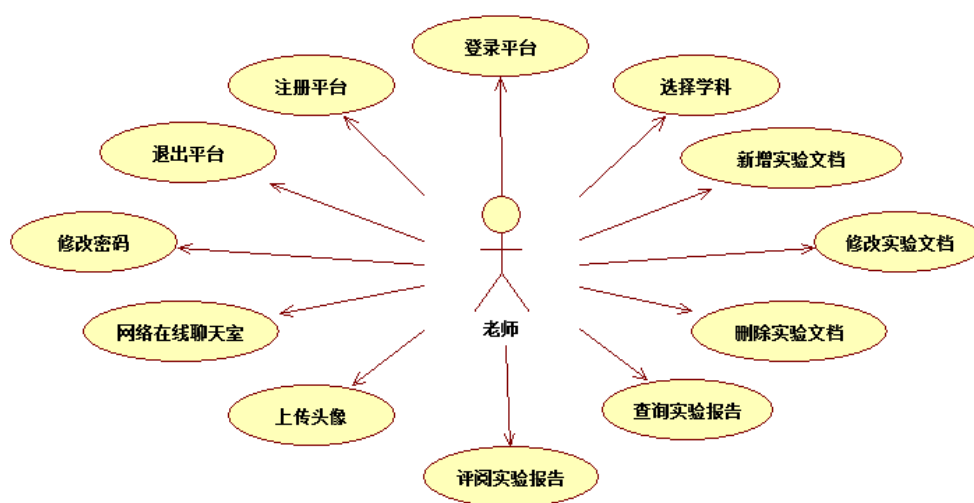 登录平台
注册平台
选择学科
退出平台
新增实验文档
修改密码
修改实验文档
网络在线聊天室
老师
删除实验文档
上传头像
查询实验报告
评阅实验报告